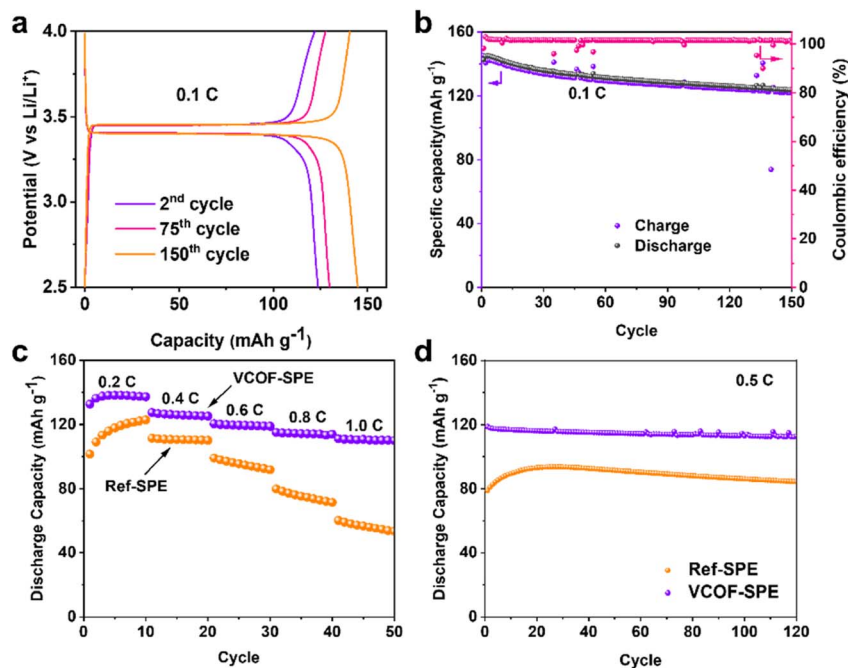 a
4.0
3.5
3.0
2.5
Potential (V vs Li/Li⁺)
0.1 C
2ⁿᵈ cycle
75ᵗʰ cycle
150ᵗʰ cycle
0 50 100 150
Capacity (mAh g⁻¹)
b
160
120
80
40
0
Specific capacity(mAh g⁻¹)
0.1 C
Charge
Discharge
100
80
60
40
20
0
Coulombic efficiency (%)
0 30 60 90 120 150
Cycle
c
160
120
80
40
0
Discharge Capacity (mAh g⁻¹)
0.2 C
VCOF-SPE
0.4 C
0.6 C
0.8 C
1.0 C
Ref-SPE
0 10 20 30 40 50
Cycle
d
160
120
80
40
0
Discharge Capacity (mAh g⁻¹)
0.5 C
Ref-SPE
VCOF-SPE
0 20 40 60 80 100 120
Cycle